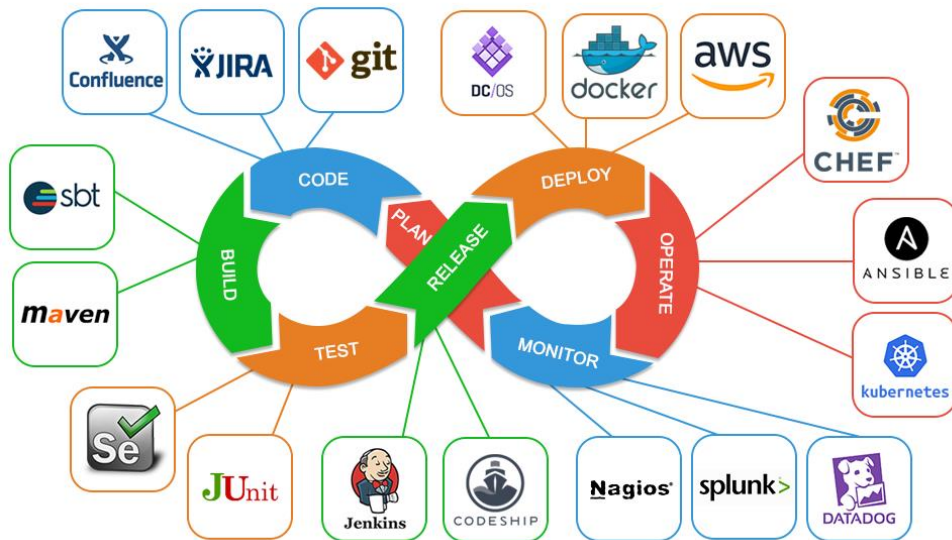 Confluence
JIRA
git
DC/OS
docker
aws
CHEF™
sbt
maven
CODE
PLAN
BUILD
TEST
RELEASE
DEPLOY
OPERATE
MONITOR
ANSIBLE
kubernetes
Se
JUnit
Jenkins
CODESHIP
Nagios®
splunk>
DATADOG